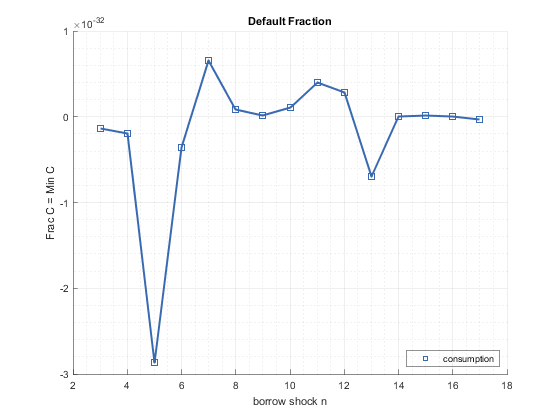 Default Fraction
×10^-32
1
0
-1
-2
-3
Frac C = Min C
2 4 6 8 10 12 14 16 18
borrow shock n
consumption